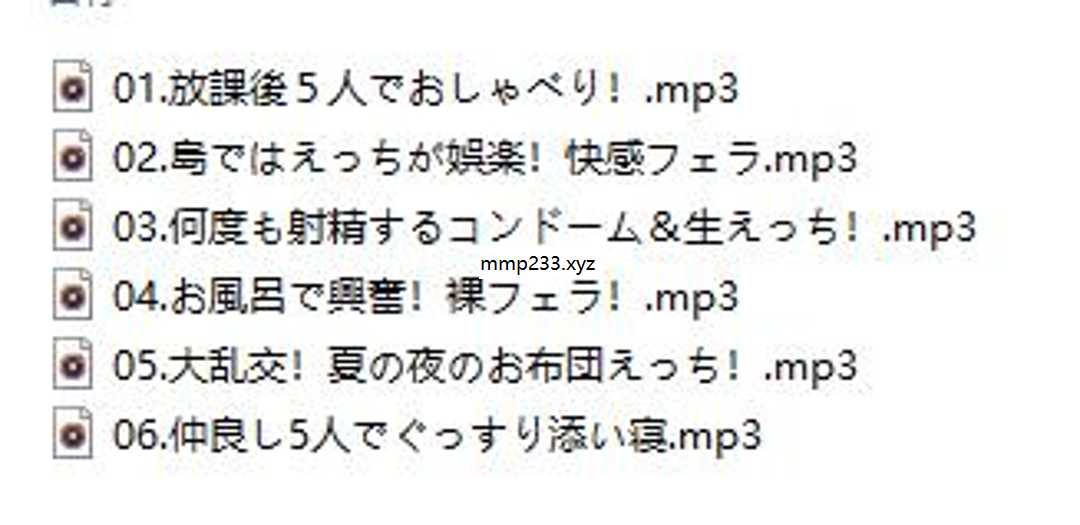 01.放課後５人でおしゃべり！.mp3
02.島ではえっちが娯楽！快感フェラ.mp3
03.何度も射精するコンドーム＆生えっち！.mp3
mmp233.xyz
04.お風呂で興奮！裸フェラ！.mp3
05.大乱交！夏の夜のお布団えっち！.mp3
06.仲良し5人でぐっすり添い寝.mp3